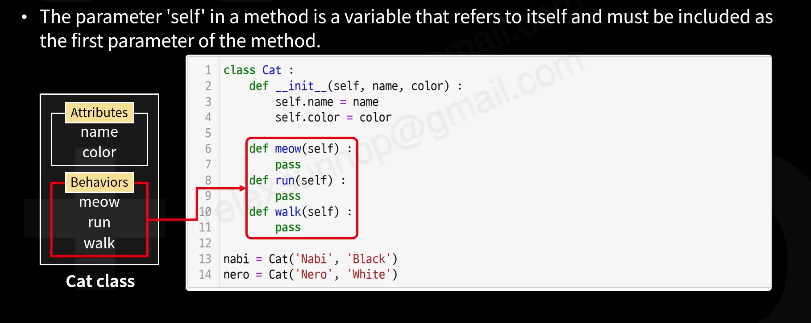 • The parameter 'self' in a method is a variable that refers to itself and must be included as
the first parameter of the method.
Attributes
name
color
Behaviors
meow
run
walk
Cat class
1 class Cat :
2     def __init__(self, name, color) :
3         self.name = name
4         self.color = color
5
6     def meow(self) :
7         pass
8     def run(self) :
9         pass
10     def walk(self) :
11         pass
12
13 nabi = Cat('Nabi', 'Black')
14 nero = Cat('Nero', 'White')